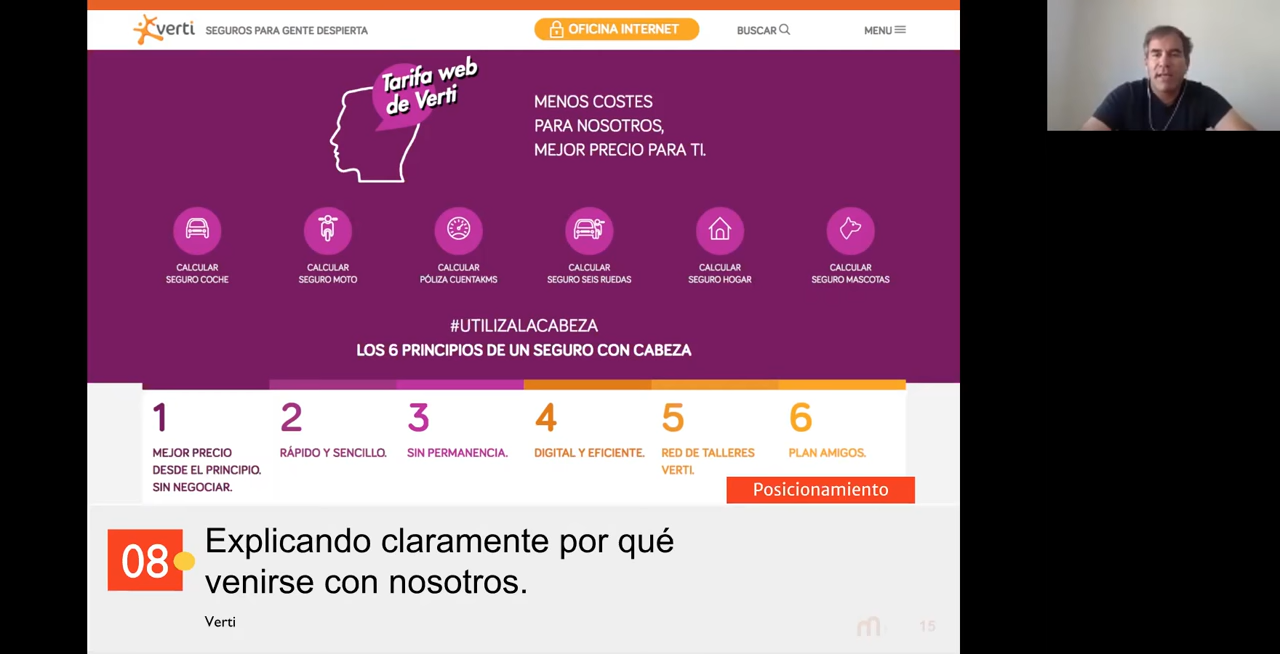 verti
SEGUROS PARA GENTE DESPIERTA
OFICINA INTERNET
BUSCAR
MENU
Tarifa web
de Verti
MENOS COSTES
PARA NOSOTROS,
MEJOR PRECIO PARA TI.
CALCULAR
SEGURO COCHE
CALCULAR
SEGURO MOTO
CALCULAR
PÓLIZA CUENTAKMS
CALCULAR
SEGURO SEIS RUEDAS
CALCULAR
SEGURO HOGAR
CALCULAR
SEGURO MASCOTAS
#UTILIZALACABEZA
LOS 6 PRINCIPIOS DE UN SEGURO CON CABEZA
1
MEJOR PRECIO
DESDE EL PRINCIPIO.
SIN NEGOCIAR.
2
RÁPIDO Y SENCILLO.
3
SIN PERMANENCIA.
4
DIGITAL Y EFICIENTE.
5
RED DE TALLERES
VERTI.
6
PLAN AMIGOS.
Posicionamiento
08
Explicando claramente por qué
venirse con nosotros.
Verti
m
15